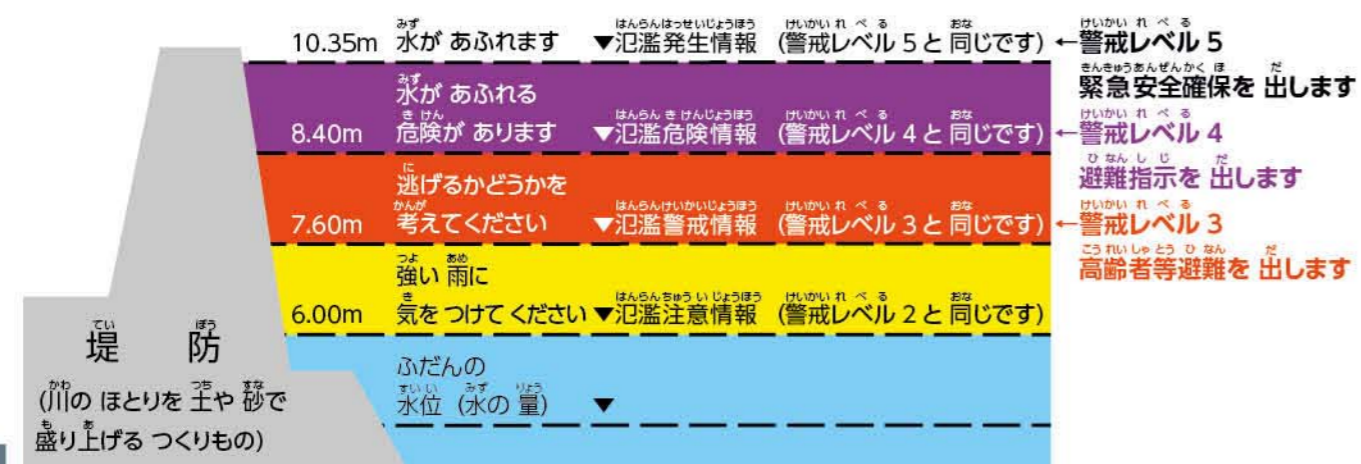 10.35m 水が あふれます ▼氾濫発生情報 (警戒レベル 5 と 同じです) ←警戒レベル 5
緊急安全確保を 出します
水が あふれる
8.40m 危険が あります ▼氾濫危険情報 (警戒レベル 4 と 同じです) ←警戒レベル 4
避難指示を 出します
逃げるかどうかを
7.60m 考えてください ▼氾濫警戒情報 (警戒レベル 3 と 同じです) ←警戒レベル 3
高齢者等避難を 出します
強い 雨に
6.00m 気を つけて ください ▼氾濫注意情報 (警戒レベル 2 と 同じです)
ふだんの
水位 (水の 量) ▼
堤 防
(川の ほとりを 土や 砂で
盛り上げる つくりもの)